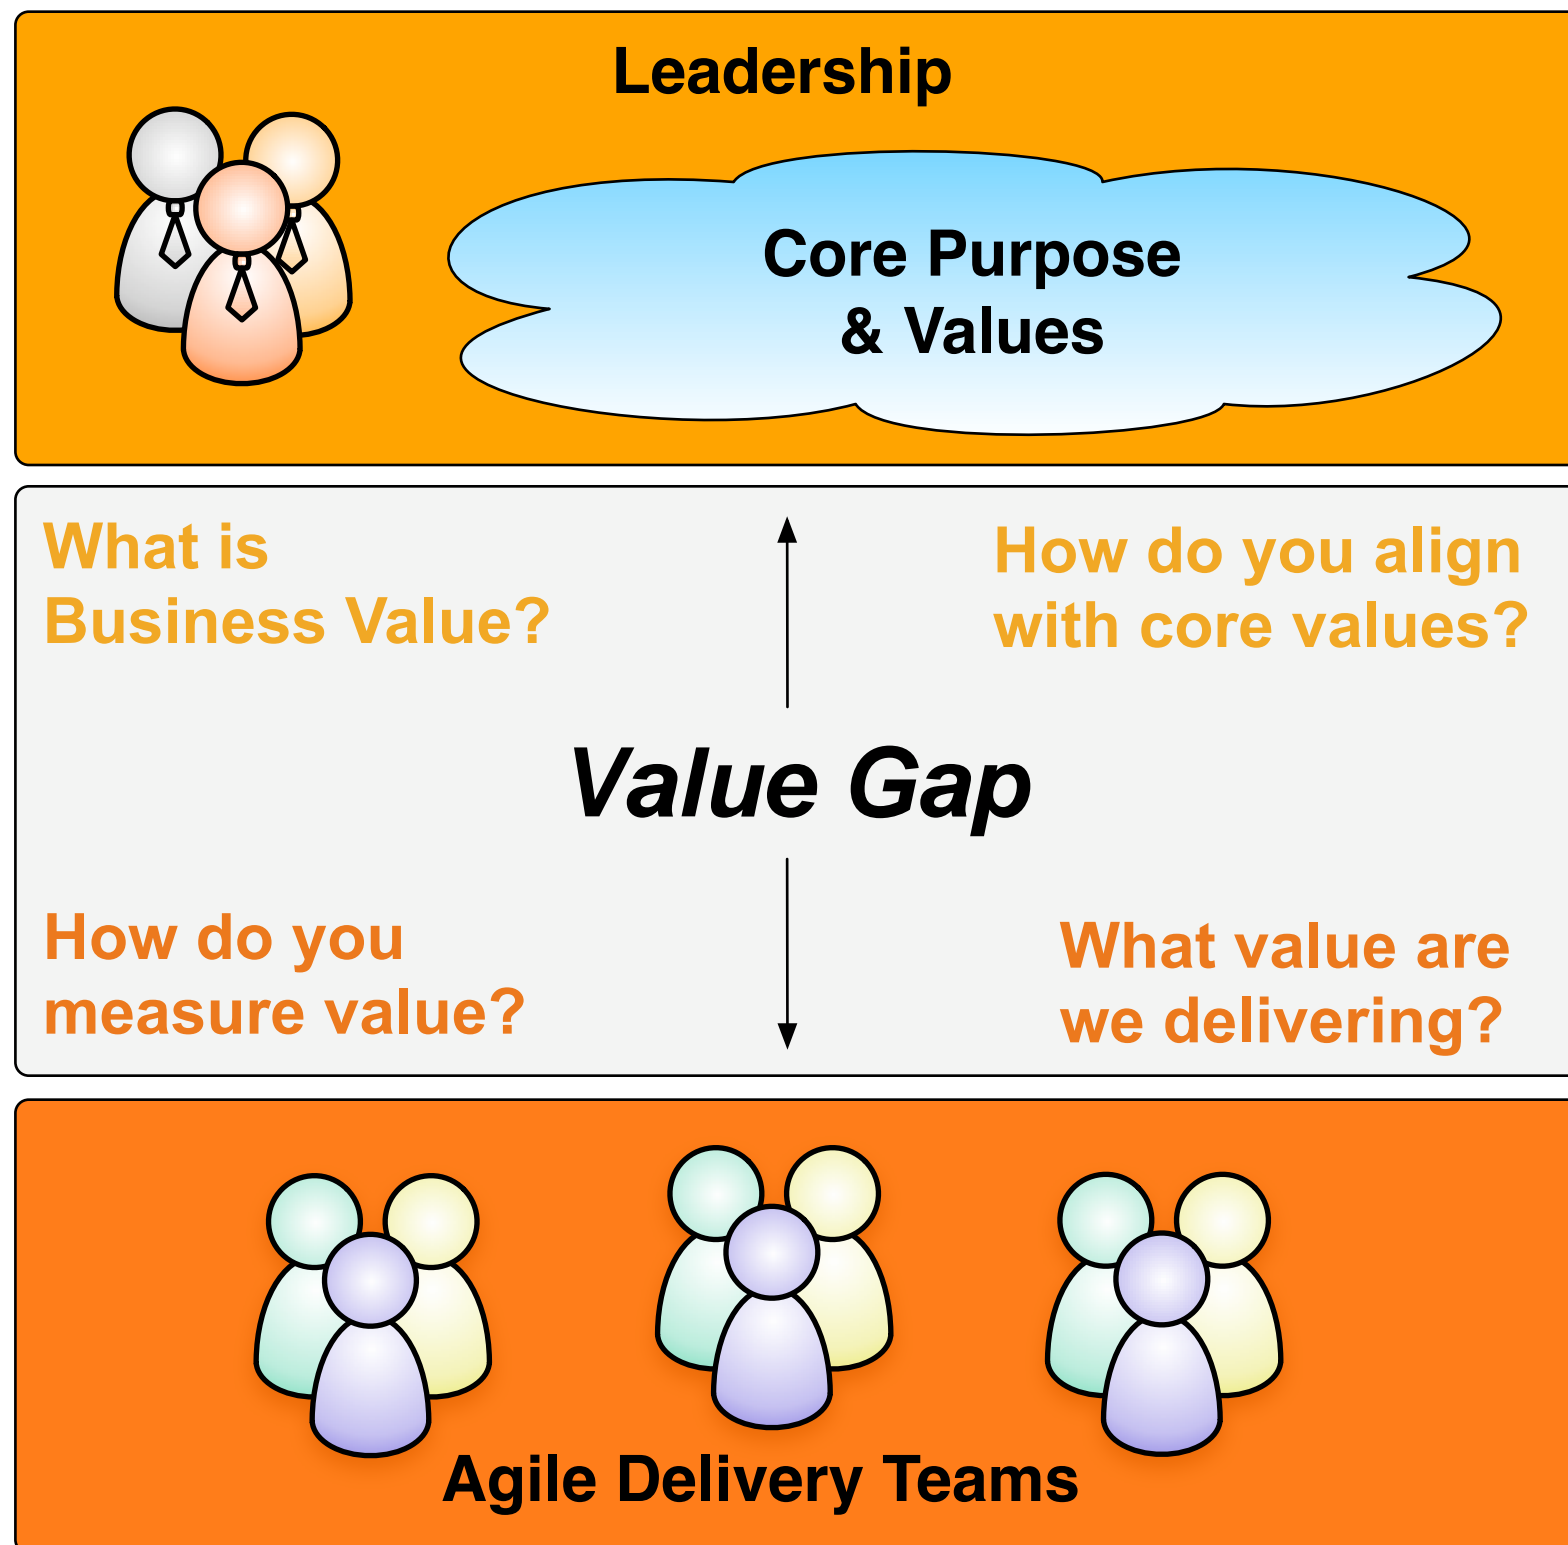 Leadership
Core Purpose
& Values
What is
Business Value?
How do you align
with core values?
Value Gap
How do you
measure value?
What value are
we delivering?
Agile Delivery Teams